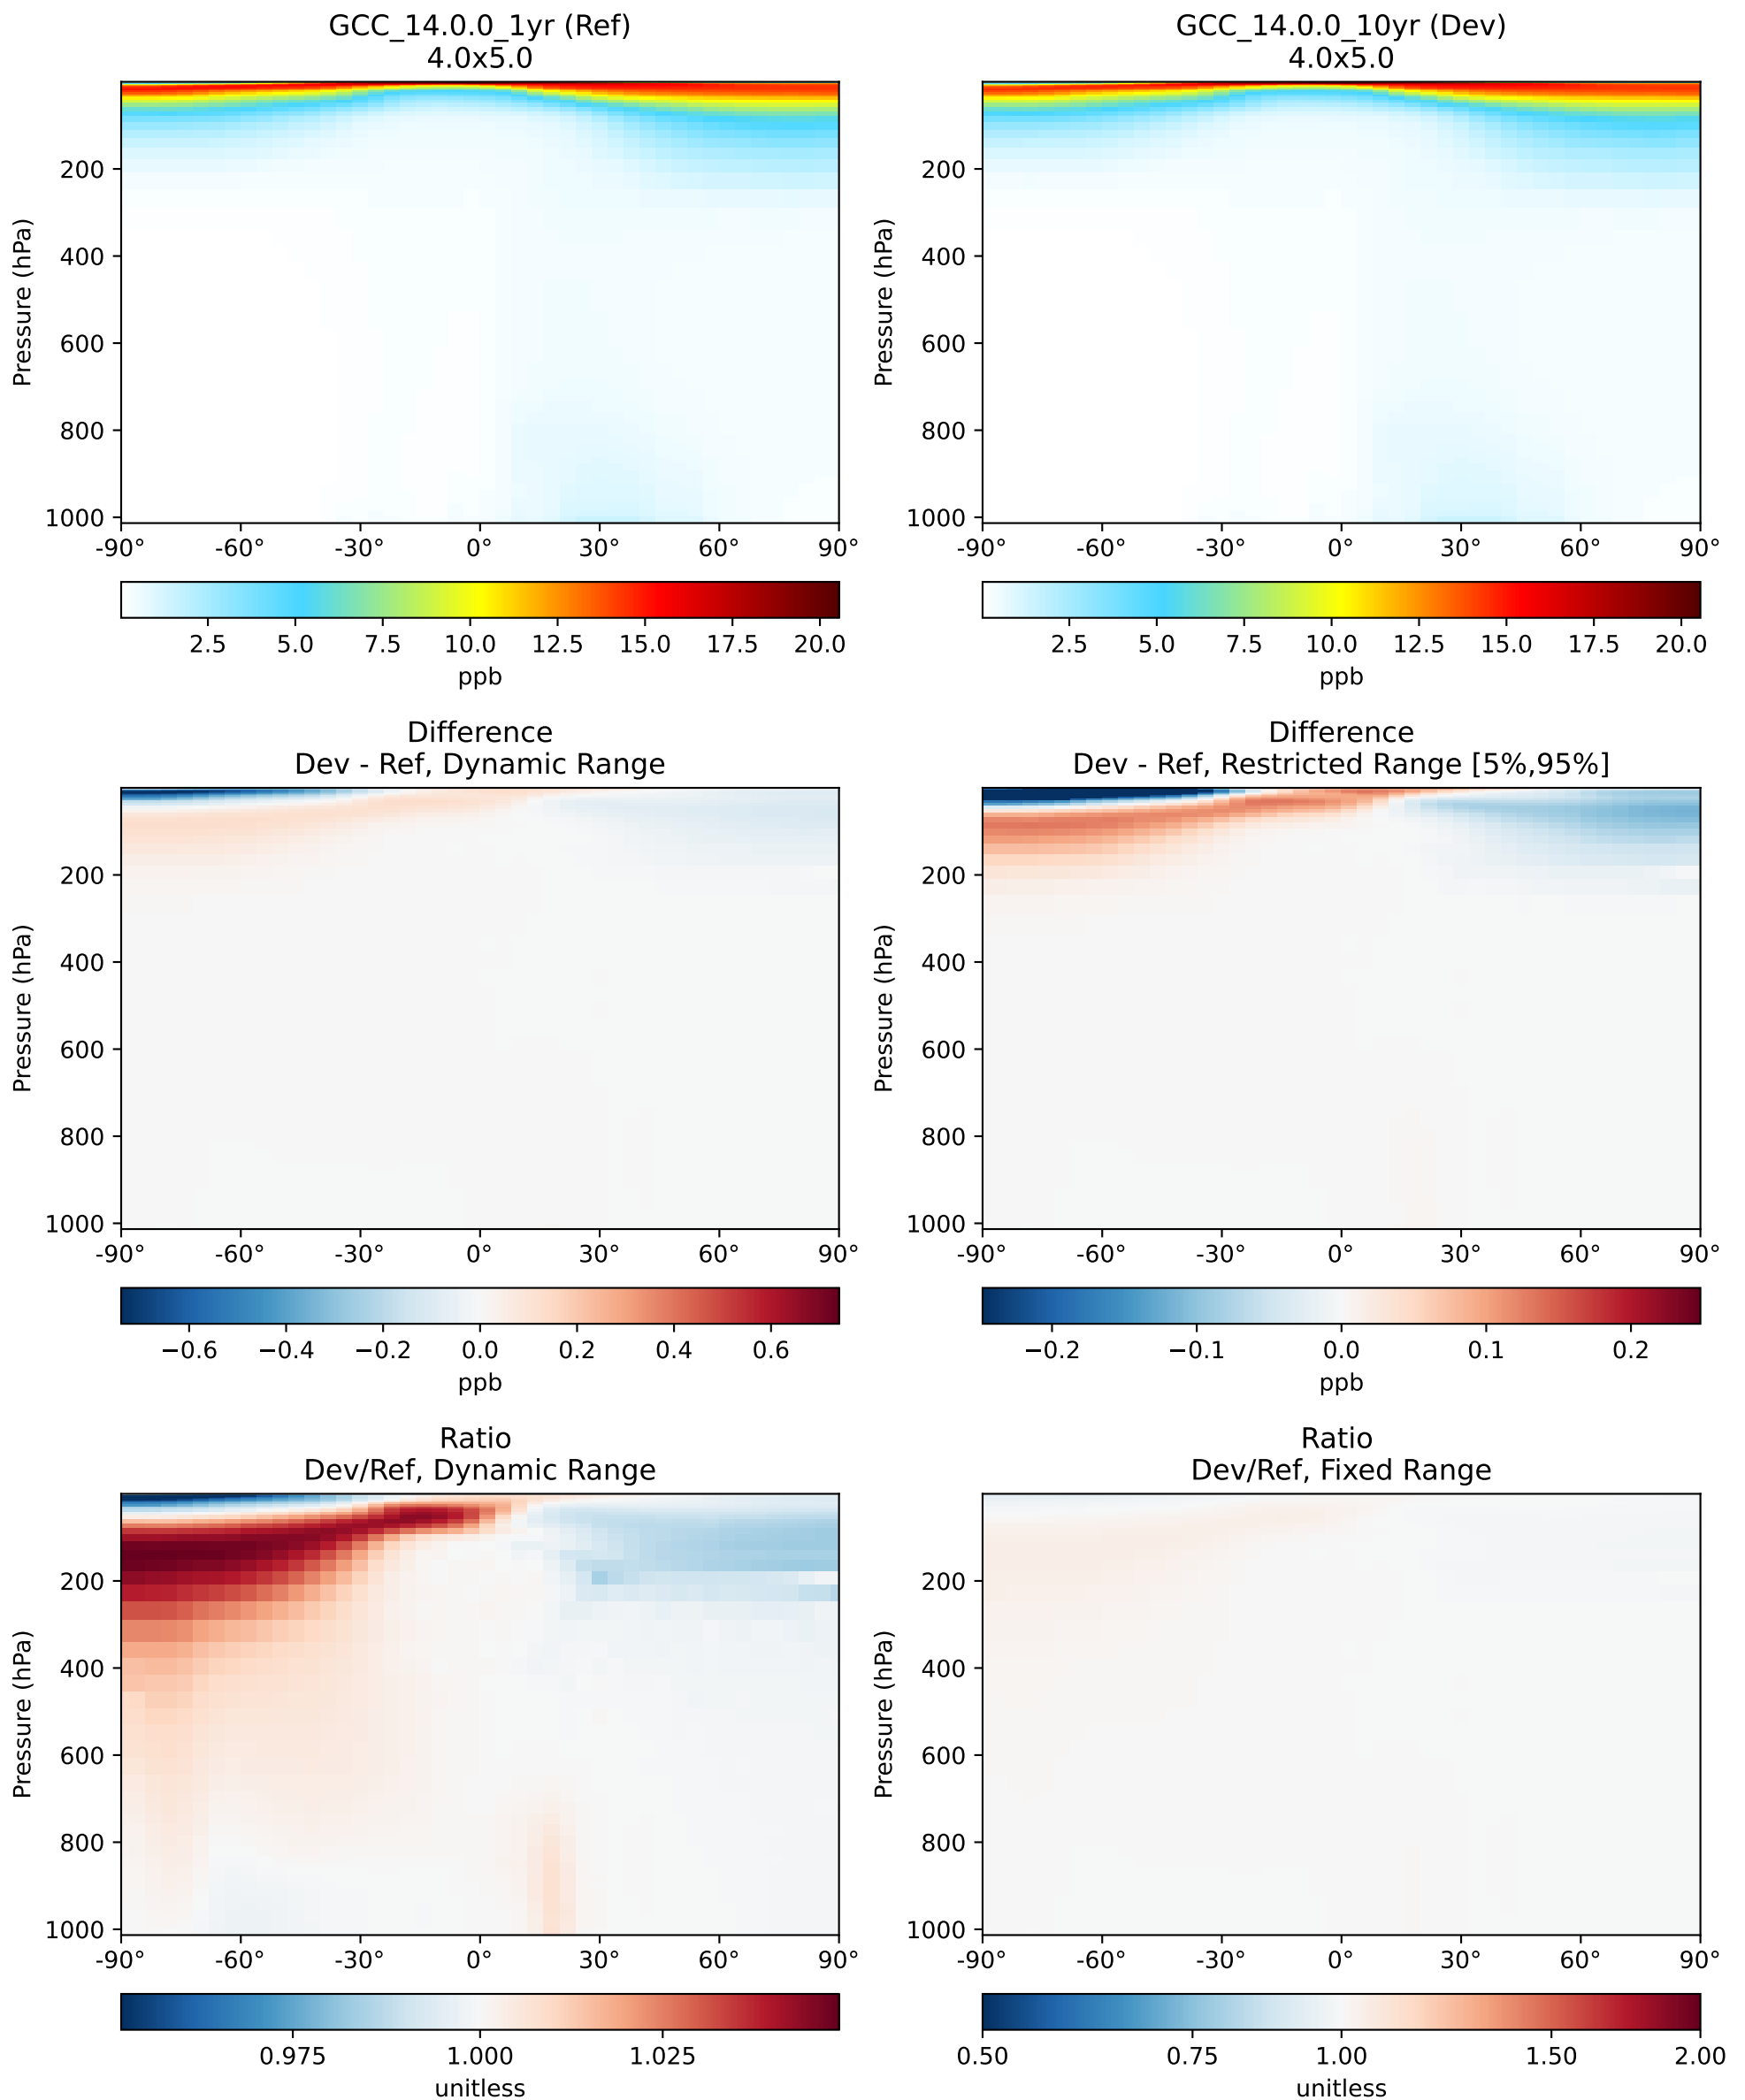 GCC_14.0.0_1yr (Ref)
4.0x5.0
GCC_14.0.0_10yr (Dev)
4.0x5.0
Pressure (hPa)
200
400
600
800
1000
-90° -60° -30° 0° 30° 60° 90°
2.5 5.0 7.5 10.0 12.5 15.0 17.5 20.0
ppb
Pressure (hPa)
200
400
600
800
1000
-90° -60° -30° 0° 30° 60° 90°
2.5 5.0 7.5 10.0 12.5 15.0 17.5 20.0
ppb
Difference
Dev - Ref, Dynamic Range
Pressure (hPa)
200
400
600
800
1000
-90° -60° -30° 0° 30° 60° 90°
−0.6 −0.4 −0.2 0.0 0.2 0.4 0.6
ppb
Difference
Dev - Ref, Restricted Range [5%,95%]
Pressure (hPa)
200
400
600
800
1000
-90° -60° -30° 0° 30° 60° 90°
−0.2 −0.1 0.0 0.1 0.2
ppb
Ratio
Dev/Ref, Dynamic Range
Pressure (hPa)
200
400
600
800
1000
-90° -60° -30° 0° 30° 60° 90°
0.975 1.000 1.025
unitless
Ratio
Dev/Ref, Fixed Range
Pressure (hPa)
200
400
600
800
1000
-90° -60° -30° 0° 30° 60° 90°
0.50 0.75 1.00 1.50 2.00
unitless